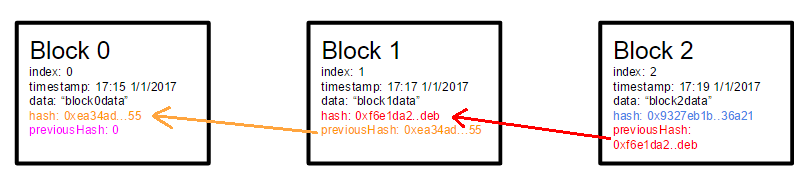 Block 0
index: 0
timestamp: 17:15 1/1/2017
data: “block0data”
hash: 0xea34ad...55
previousHash: 0
Block 1
index: 1
timestamp: 17:17 1/1/2017
data: “block1data”
hash: 0xf6e1da2..deb
previousHash: 0xea34ad...55
Block 2
index: 2
timestamp: 17:19 1/1/2017
data: “block2data”
hash: 0x9327eb1b..36a21
previousHash:
0xf6e1da2..deb